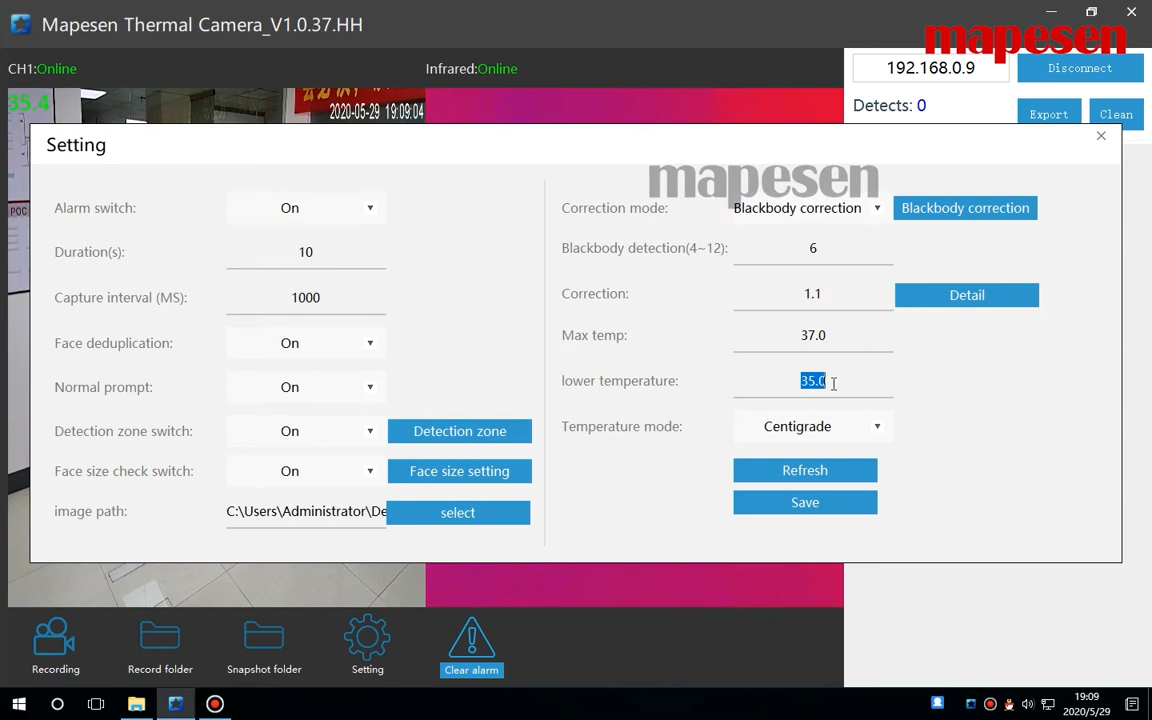 Mapesen Thermal Camera_V1.0.37.HH
mapesen
CH1:Online
Infrared:Online
192.168.0.9
Disconnect
35.4
2020-05-29 19:09:04
Detects: 0
Export
Clean
Setting
mapesen
POC
Alarm switch:
On
Duration(s):
10
Capture interval (MS):
1000
Face deduplication:
On
Normal prompt:
On
Detection zone switch:
On
Detection zone
Face size check switch:
On
Face size setting
image path:
C:\Users\Administrator\De
select
Correction mode:
Blackbody correction
Blackbody correction
Blackbody detection(4~12):
6
Correction:
1.1
Detail
Max temp:
37.0
lower temperature:
35.0
Temperature mode:
Centigrade
Refresh
Save
Recording
Record folder
Snapshot folder
Setting
Clear alarm
19:09
2020/5/29